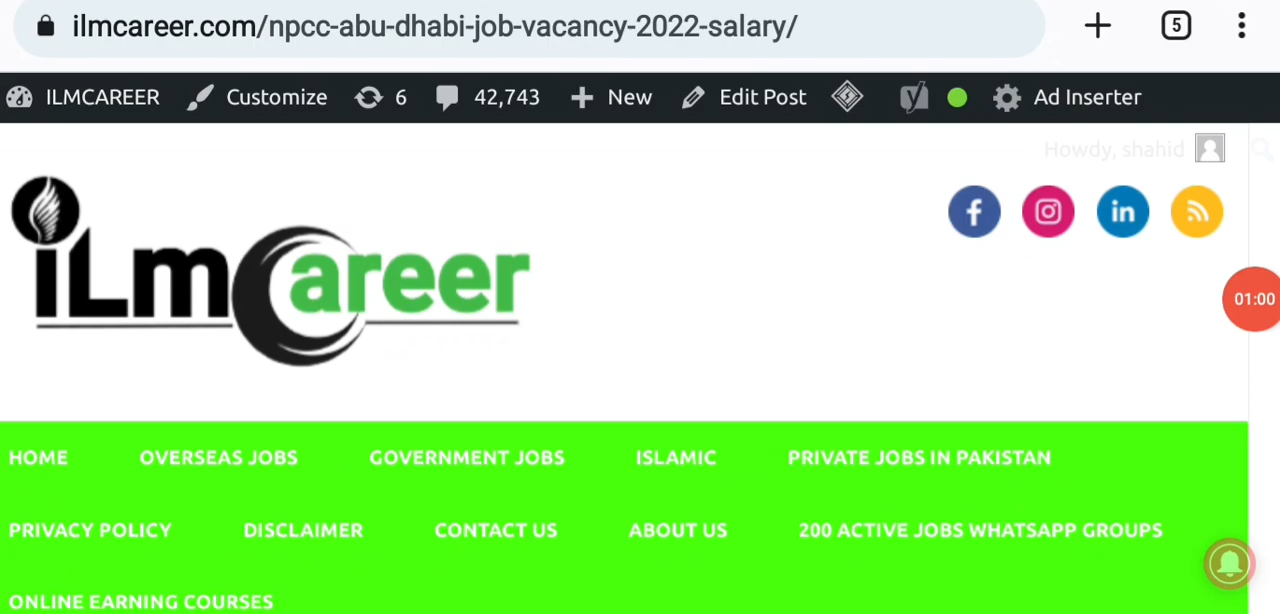 ilmcareer.com/npcc-abu-dhabi-job-vacancy-2022-salary/ 5
ILMCAREER Customize 6 42,743 New Edit Post Ad Inserter
Howdy, shahid
iLmCareer
01:00
HOME OVERSEAS JOBS GOVERNMENT JOBS ISLAMIC PRIVATE JOBS IN PAKISTAN
PRIVACY POLICY DISCLAIMER CONTACT US ABOUT US 200 ACTIVE JOBS WHATSAPP GROUPS
ONLINE EARNING COURSES